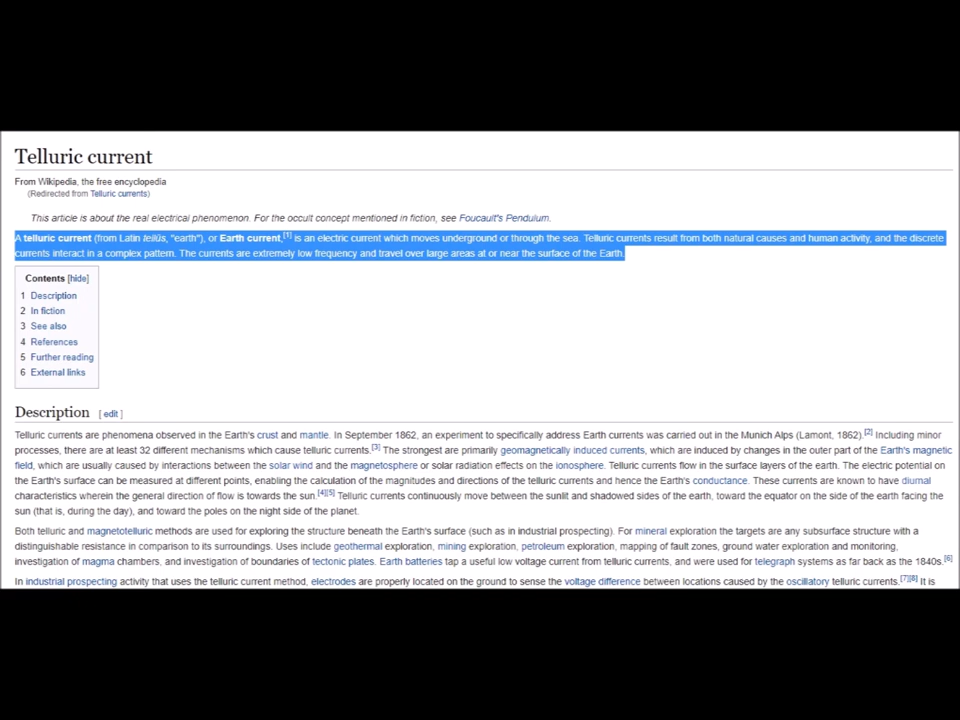 Telluric current
From Wikipedia, the free encyclopedia
(Redirected from Telluric currents)
This article is about the real electrical phenomenon. For the occult concept mentioned in fiction, see Foucault's Pendulum.
A telluric current (from Latin tellūs, "earth"), or Earth current,[1] is an electric current which moves underground or through the sea. Telluric currents result from both natural causes and human activity, and the discrete
currents interact in a complex pattern. The currents are extremely low frequency and travel over large areas at or near the surface of the Earth.
Contents [hide]
1 Description
2 In fiction
3 See also
4 References
5 Further reading
6 External links
Description [ edit ]
Telluric currents are phenomena observed in the Earth's crust and mantle. In September 1862, an experiment to specifically address Earth currents was carried out in the Munich Alps (Lamont, 1862).[2] Including minor
processes, there are at least 32 different mechanisms which cause telluric currents.[3] The strongest are primarily geomagnetically induced currents, which are induced by changes in the outer part of the Earth's magnetic
field, which are usually caused by interactions between the solar wind and the magnetosphere or solar radiation effects on the ionosphere. Telluric currents flow in the surface layers of the earth. The electric potential on
the Earth's surface can be measured at different points, enabling the calculation of the magnitudes and directions of the telluric currents and hence the Earth's conductance. These currents are known to have diurnal
characteristics wherein the general direction of flow is towards the sun.[4][5] Telluric currents continuously move between the sunlit and shadowed sides of the earth, toward the equator on the side of the earth facing the
sun (that is, during the day), and toward the poles on the night side of the planet.
Both telluric and magnetotelluric methods are used for exploring the structure beneath the Earth's surface (such as in industrial prospecting). For mineral exploration the targets are any subsurface structure with a
distinguishable resistance in comparison to its surroundings. Uses include geothermal exploration, mining exploration, petroleum exploration, mapping of fault zones, ground water exploration and monitoring,
investigation of magma chambers, and investigation of boundaries of tectonic plates. Earth batteries tap a useful low voltage current from telluric currents, and were used for telegraph systems as far back as the 1840s.[6]
In industrial prospecting activity that uses the telluric current method, electrodes are properly located on the ground to sense the voltage difference between locations caused by the oscillatory telluric currents.[7][8] It is